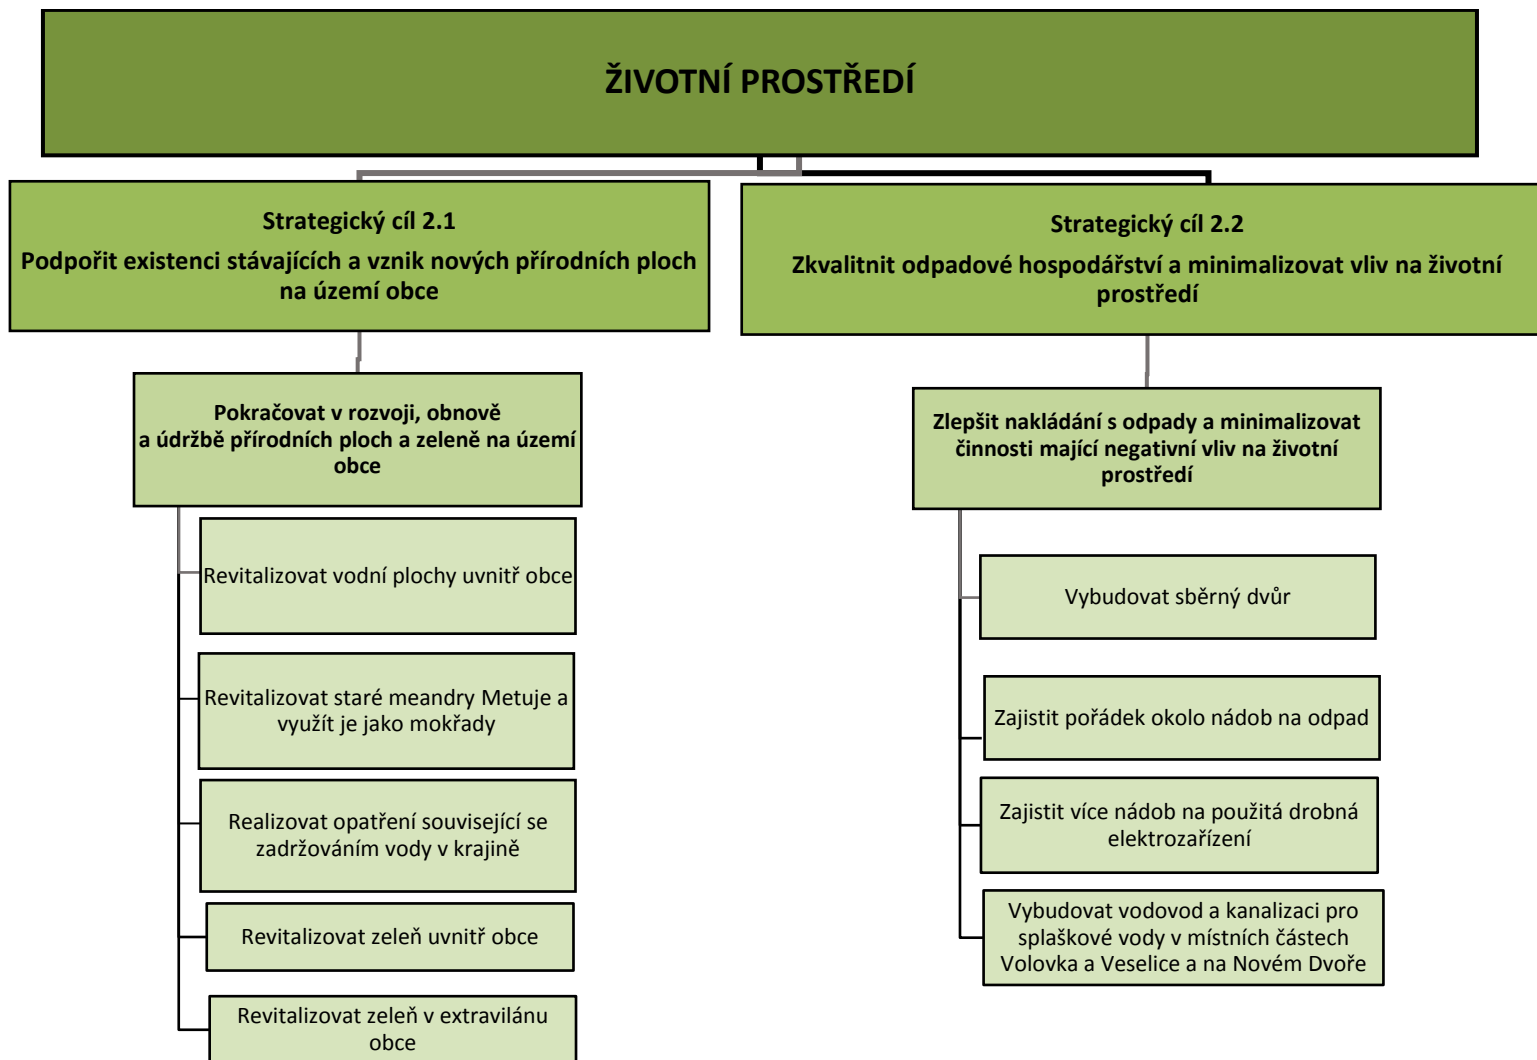 ŽIVOTNÍ PROSTŘEDÍ
Strategický cíl 2.1
Podpořit existenci stávajících a vznik nových přírodních ploch
na území obce
Pokračovat v rozvoji, obnově
a údržbě přírodních ploch a zeleně na území
obce
Revitalizovat vodní plochy uvnitř obce
Revitalizovat staré meandry Metuje a
využít je jako mokřady
Realizovat opatření související se
zadržováním vody v krajině
Revitalizovat zeleň uvnitř obce
Revitalizovat zeleň v extravilánu
obce
Strategický cíl 2.2
Zkvalitnit odpadové hospodářství a minimalizovat vliv na životní
prostředí
Zlepšit nakládání s odpady a minimalizovat
činnosti mající negativní vliv na životní
prostředí
Vybudovat sběrný dvůr
Zajistit pořádek okolo nádob na odpad
Zajistit více nádob na použitá drobná
elektrozařízení
Vybudovat vodovod a kanalizaci pro
splaškové vody v místních částech
Volovka a Veselice a na Novém Dvoře